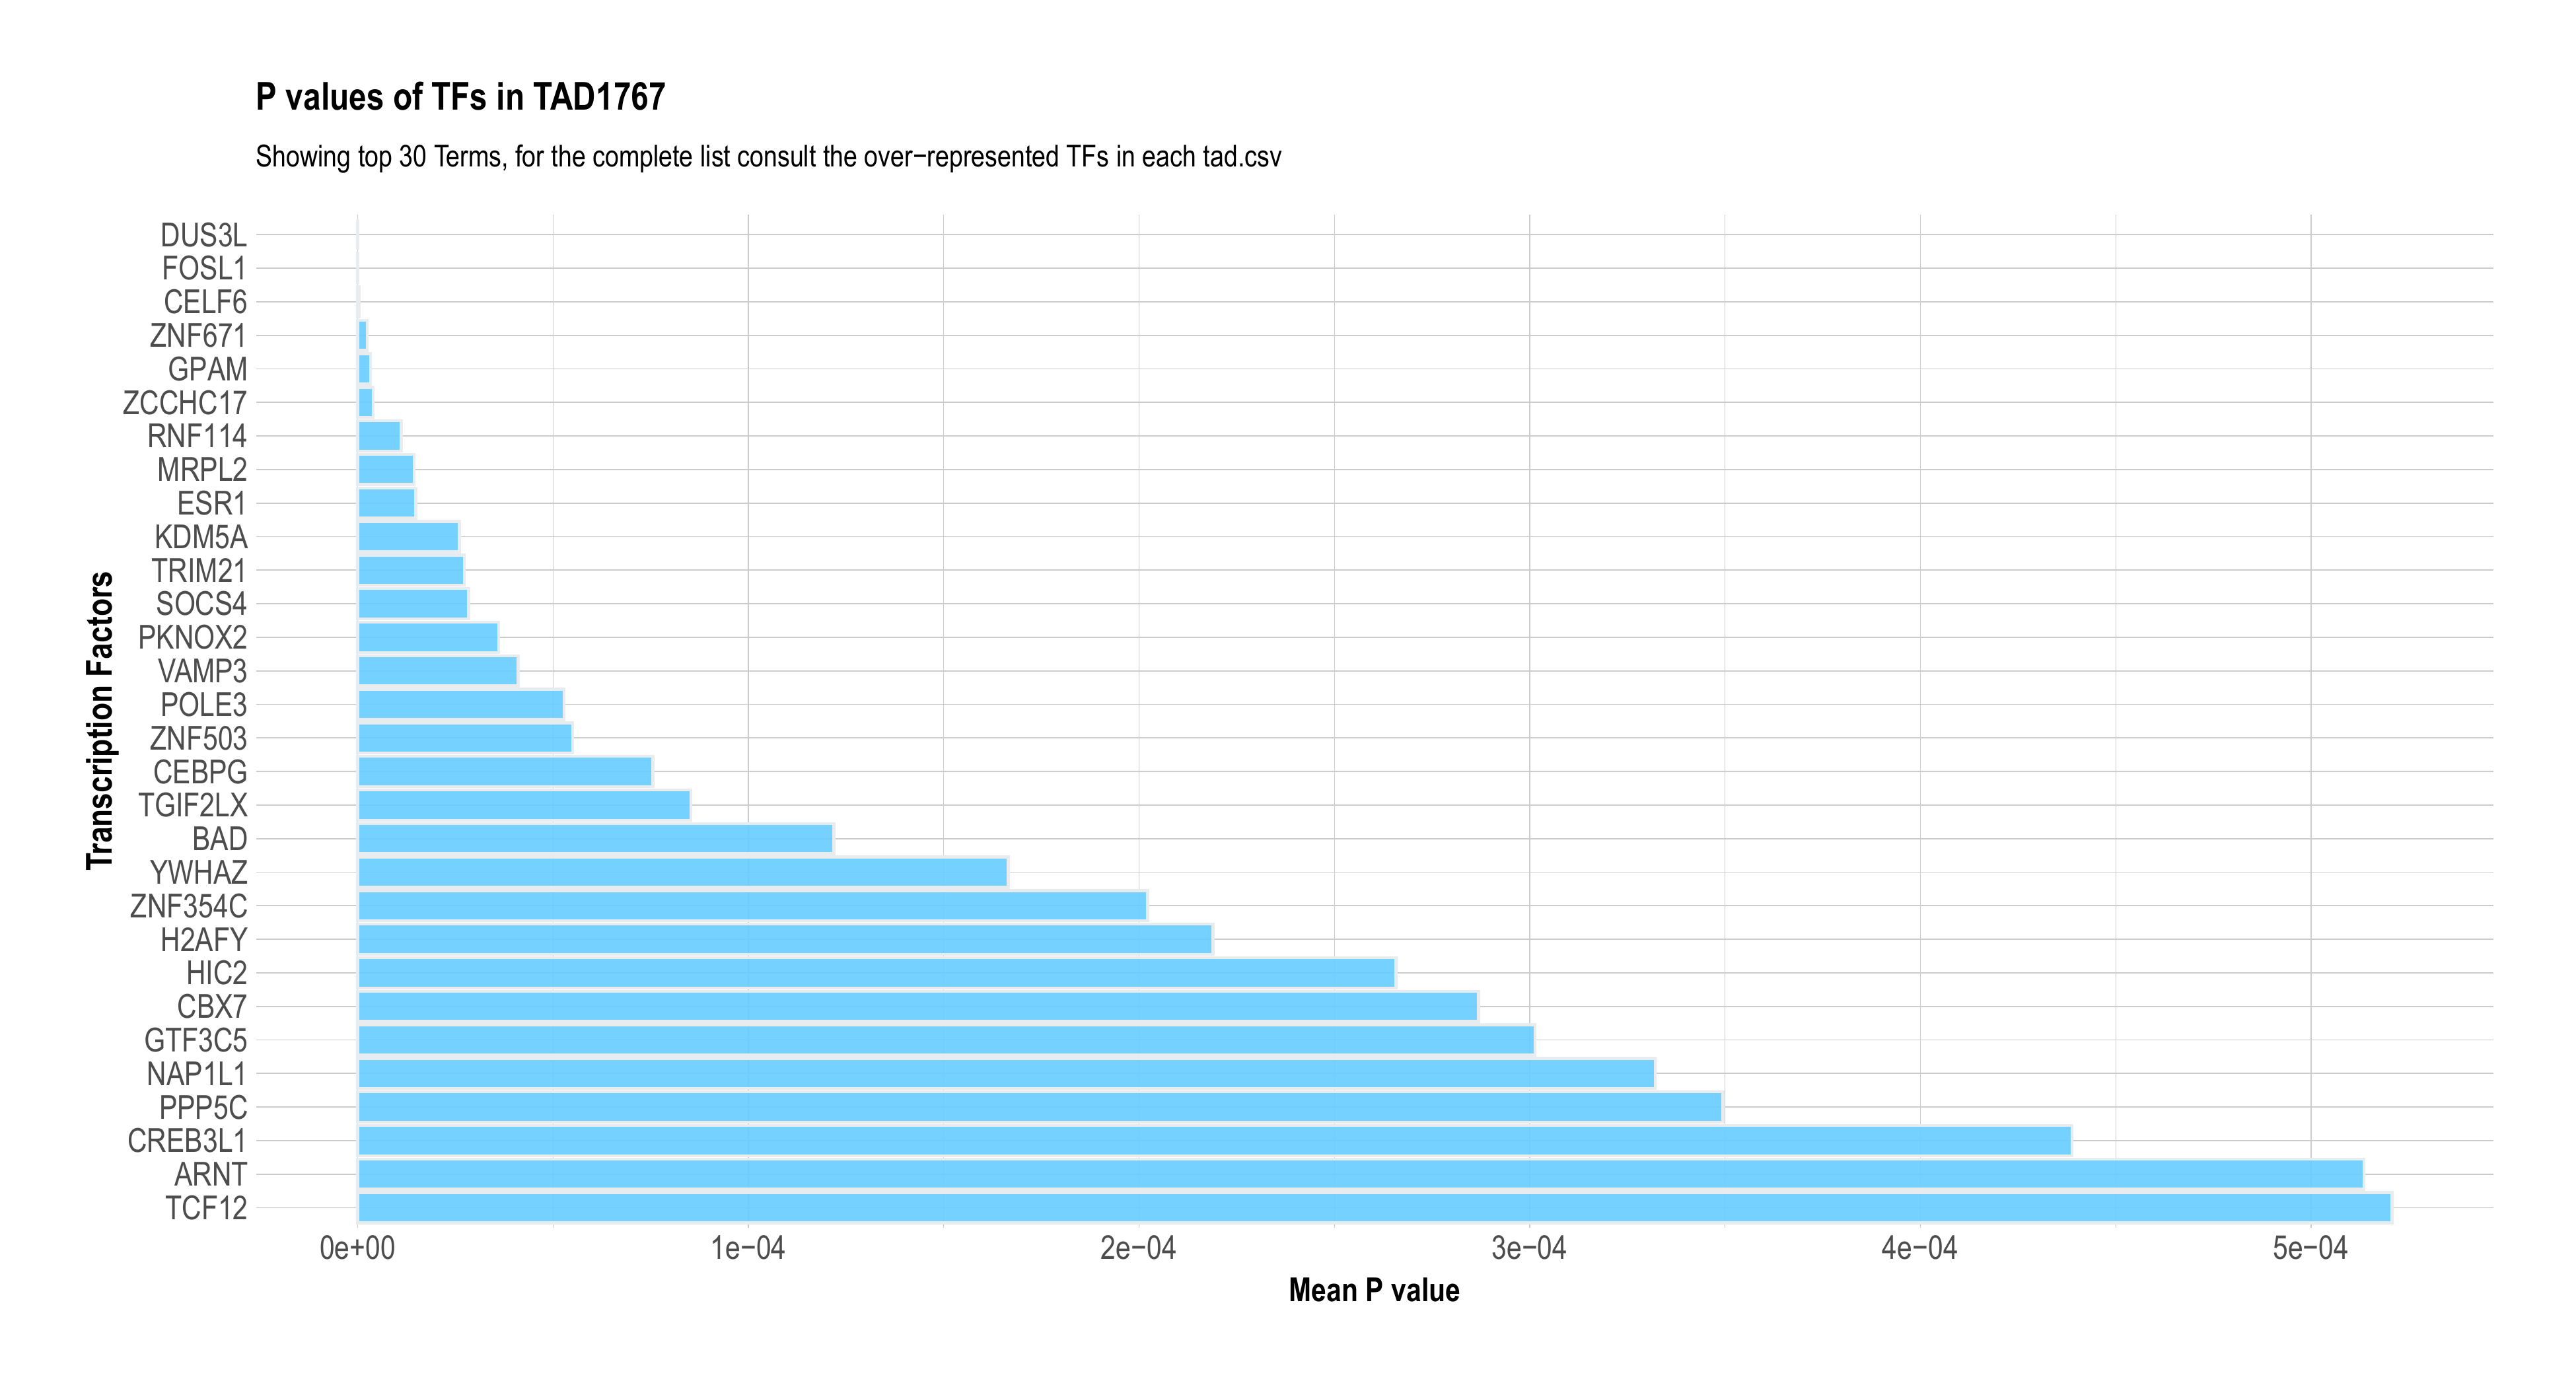 P values of TFs in TAD1767
Showing top 30 Terms, for the complete list consult the over−represented TFs in each tad.csv
Transcription Factors
DUS3L
FOSL1
CELF6
ZNF671
GPAM
ZCCHC17
RNF114
MRPL2
ESR1
KDM5A
TRIM21
SOCS4
PKNOX2
VAMP3
POLE3
ZNF503
CEBPG
TGIF2LX
BAD
YWHAZ
ZNF354C
H2AFY
HIC2
CBX7
GTF3C5
NAP1L1
PPP5C
CREB3L1
ARNT
TCF12
0e+00 1e−04 2e−04 3e−04 4e−04 5e−04
Mean P value